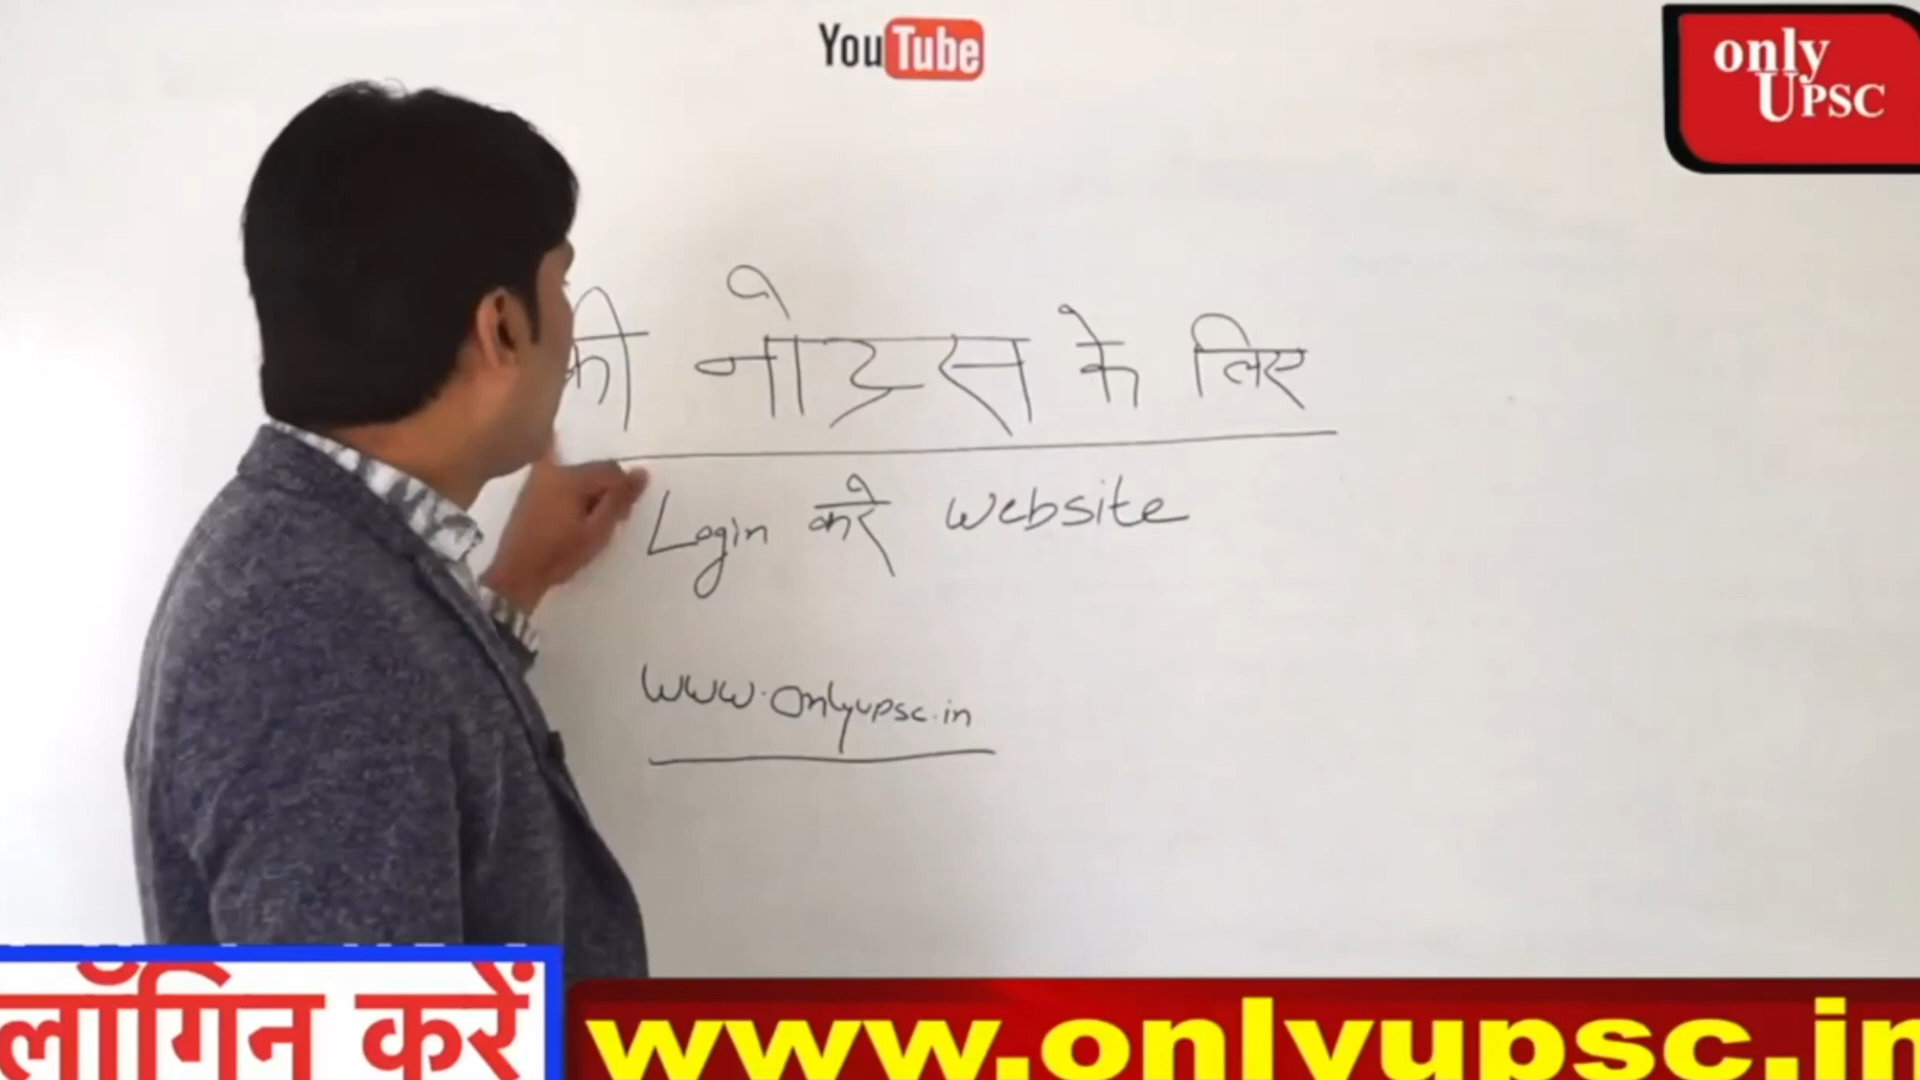 YouTube
only
UPSC
की नोट्स के लिए
Login करे website
www.onlyupsc.in
लॉगिन करें
www.onlyupsc.in